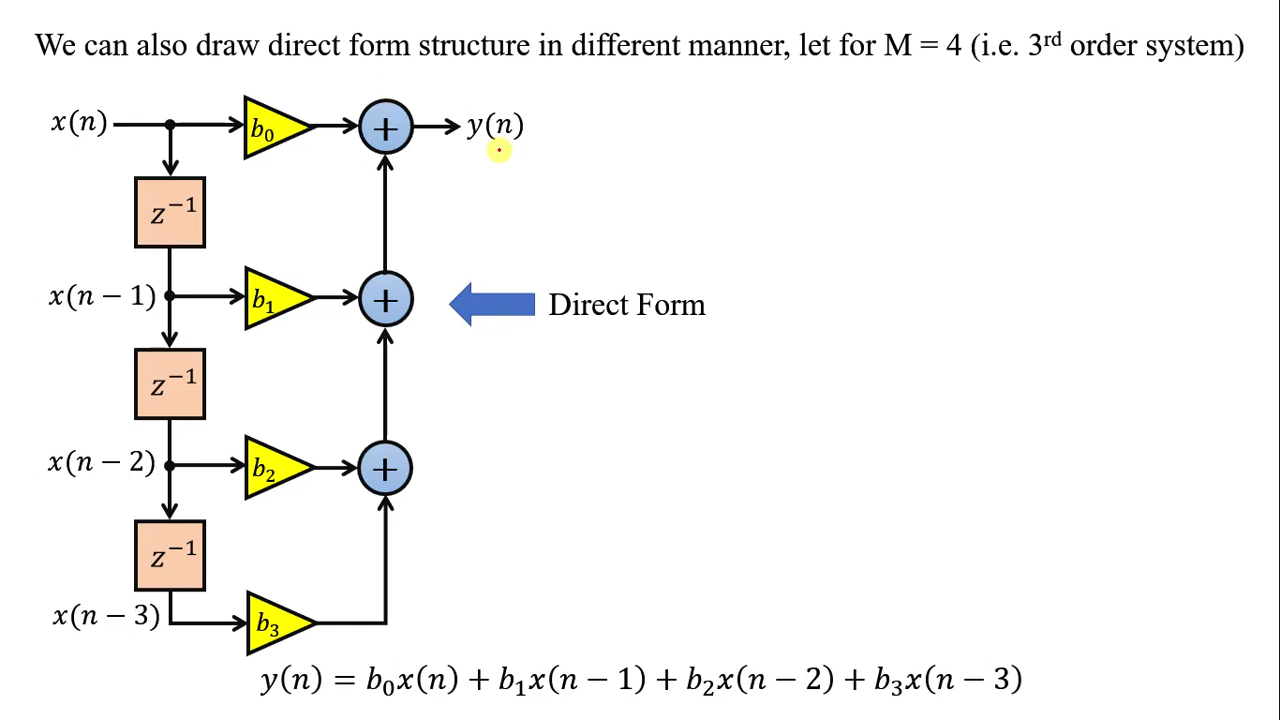 We can also draw direct form structure in different manner, let for M = 4 (i.e. 3rd order system)
x(n) b₀ + y(n)
z⁻¹
x(n − 1) b₁ + Direct Form
z⁻¹
x(n − 2) b₂ +
z⁻¹
x(n − 3) b₃
y(n) = b₀x(n) + b₁x(n − 1) + b₂x(n − 2) + b₃x(n − 3)